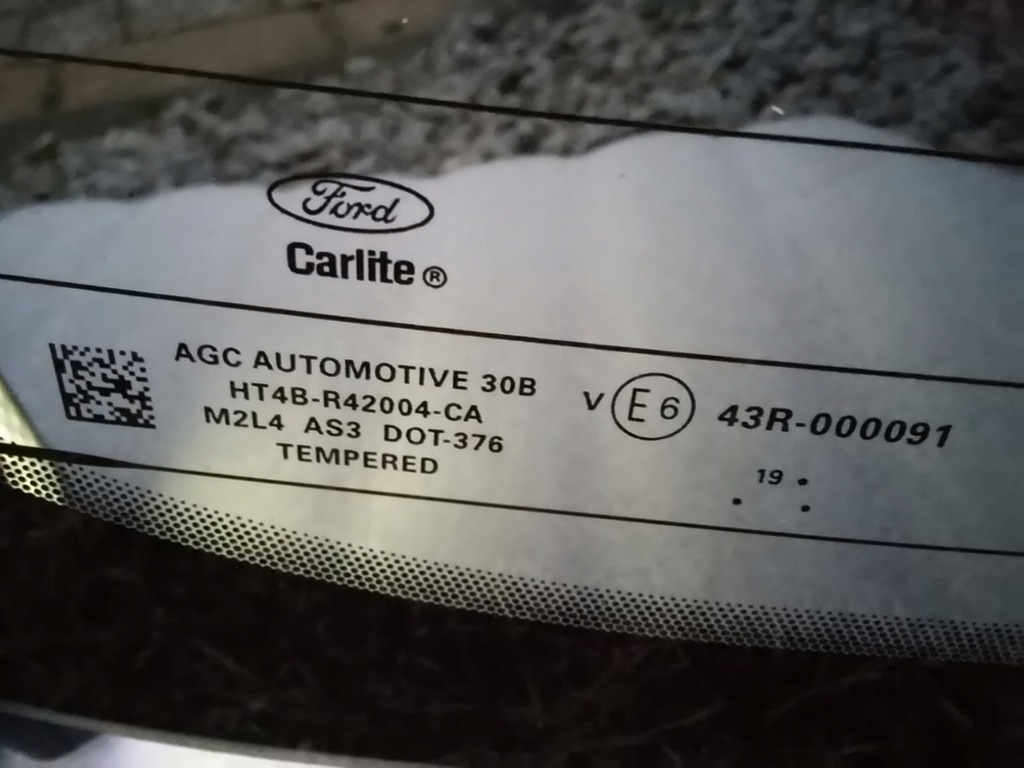 Ford
Carlite®
AGC AUTOMOTIVE 30B
HT4B-R42004-CA
M2L4 AS3 DOT-376
TEMPERED
V E6 43R-000091
19